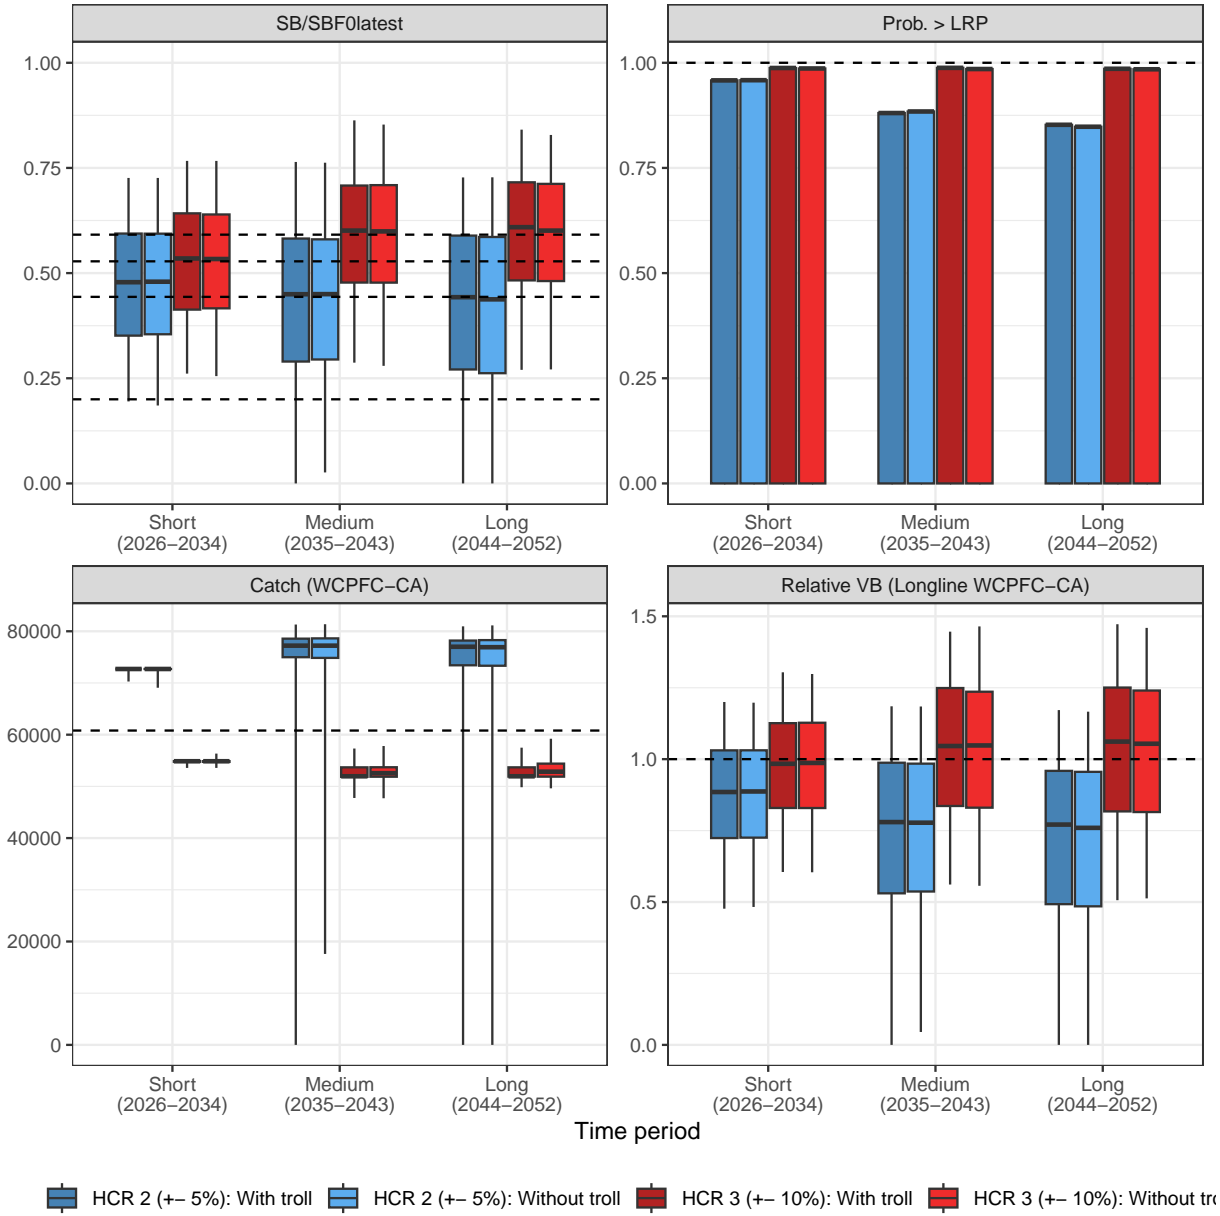 SB/SBF0latest
Prob. > LRP
1.00
0.75
0.50
0.25
0.00
1.00
0.75
0.50
0.25
0.00
Short
(2026−2034)
Medium
(2035−2043)
Long
(2044−2052)
Short
(2026−2034)
Medium
(2035−2043)
Long
(2044−2052)
Catch (WCPFC−CA)
Relative VB (Longline WCPFC−CA)
80000
60000
40000
20000
0
1.5
1.0
0.5
0.0
Short
(2026−2034)
Medium
(2035−2043)
Long
(2044−2052)
Short
(2026−2034)
Medium
(2035−2043)
Long
(2044−2052)
Time period
HCR 2 (+− 5%): With troll
HCR 2 (+− 5%): Without troll
HCR 3 (+− 10%): With troll
HCR 3 (+− 10%): Without tro